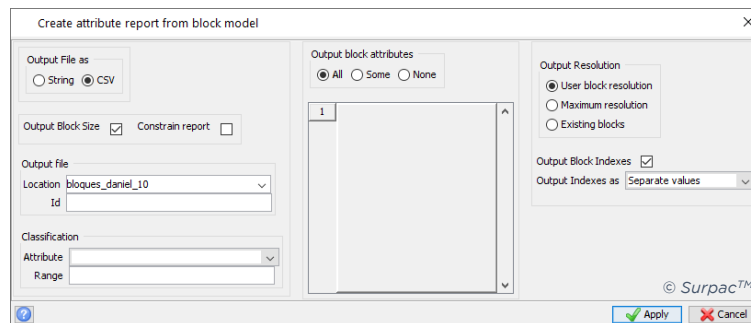 Create attribute report from block model
Output File as
String CSV
Output Block Size Constrain report
Output file
Location bloques_daniel_10
Id
Classification
Attribute
Range
Output block attributes
All Some None
1
Output Resolution
User block resolution
Maximum resolution
Existing blocks
Output Block Indexes
Output Indexes as Separate values
© Surpac™
? Apply Cancel